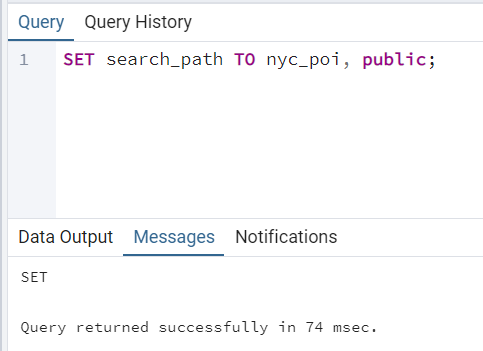 Query Query History
1 SET search_path TO nyc_poi, public;
Data Output Messages Notifications
SET
Query returned successfully in 74 msec.